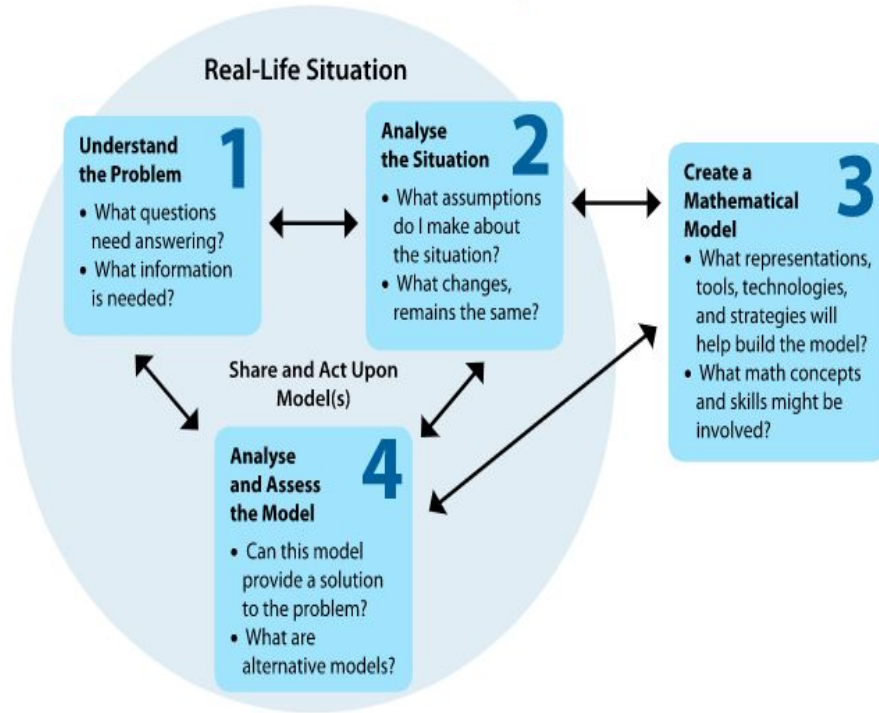 Real-Life Situation
Understand
the Problem
1
• What questions
need answering?
• What information
is needed?
Analyse
the Situation
2
• What assumptions
do I make about
the situation?
• What changes,
remains the same?
Create a
Mathematical
Model
3
• What representations,
tools, technologies,
and strategies will
help build the model?
• What math concepts
and skills might be
involved?
Share and Act Upon
Model(s)
Analyse
and Assess
the Model
4
• Can this model
provide a solution
to the problem?
• What are
alternative models?